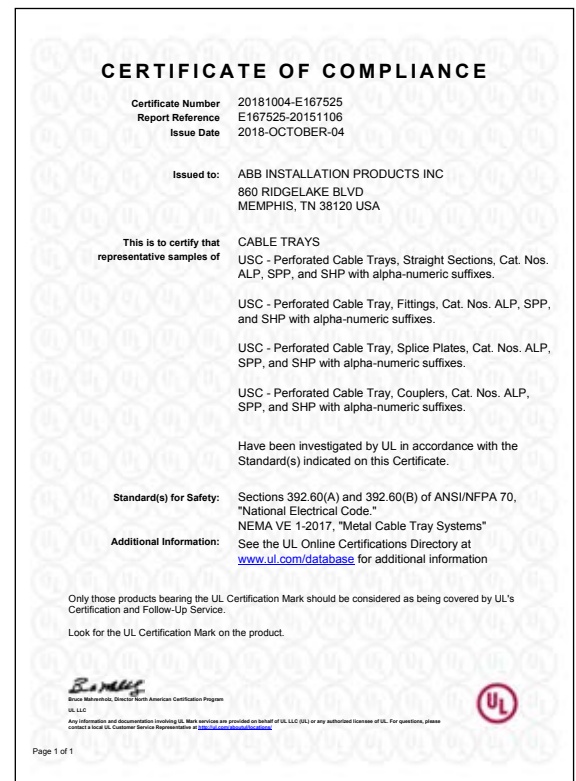 CERTIFICATE OF COMPLIANCE
Certificate Number 20181004-E167525
Report Reference E167525-20151106
Issue Date 2018-OCTOBER-04
Issued to: ABB INSTALLATION PRODUCTS INC
860 RIDGELAKE BLVD
MEMPHIS, TN 38120 USA
This is to certify that CABLE TRAYS
representative samples of USC - Perforated Cable Trays, Straight Sections, Cat. Nos.
ALP, SPP, and SHP with alpha-numeric suffixes.
USC - Perforated Cable Tray, Fittings, Cat. Nos. ALP, SPP,
and SHP with alpha-numeric suffixes.
USC - Perforated Cable Tray, Splice Plates, Cat. Nos. ALP,
SPP, and SHP with alpha-numeric suffixes.
USC - Perforated Cable Tray, Couplers, Cat. Nos. ALP,
SPP, and SHP with alpha-numeric suffixes.
Have been investigated by UL in accordance with the
Standard(s) indicated on this Certificate.
Standard(s) for Safety: Sections 392.60(A) and 392.60(B) of ANSI/NFPA 70,
"National Electrical Code."
NEMA VE 1-2017, "Metal Cable Tray Systems"
Additional Information: See the UL Online Certifications Directory at
www.ul.com/database for additional information
Only those products bearing the UL Certification Mark should be considered as being covered by UL's
Certification and Follow-Up Service.
Look for the UL Certification Mark on the product.
Bruce Mahrenholz, Director North American Certification Program
UL LLC
Any information and documentation involving UL Mark services are provided on behalf of UL LLC (UL) or any authorized licensee of UL. For questions, please
contact a local UL Customer Service Representative at http://ul.com/aboutul/locations/
UL
Page 1 of 1